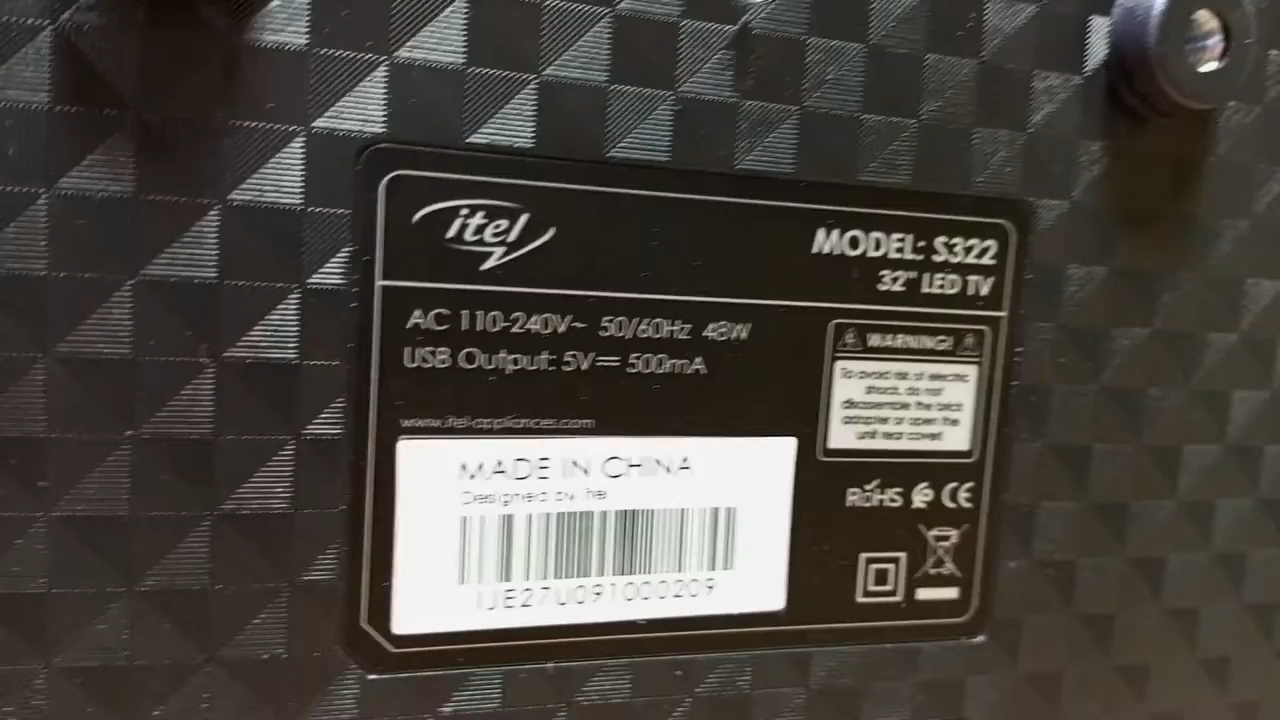 itel
MODEL: S322
32" LED TV
AC 110-240V~ 50/60Hz 48W
USB Output: 5V⎓500mA
WARNING!
To avoid risk of electric
shock, do not
disassemble the brick
adapter or open the
unit rear cover!
www.itel-appliances.com
MADE IN CHINA
Designed by itel
IJE27U091000209
RoHS CE